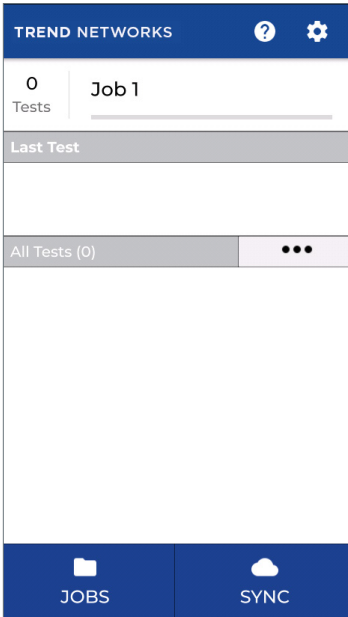 TREND NETWORKS
0
Tests
Job 1
Last Test
All Tests (0)
JOBS
SYNC